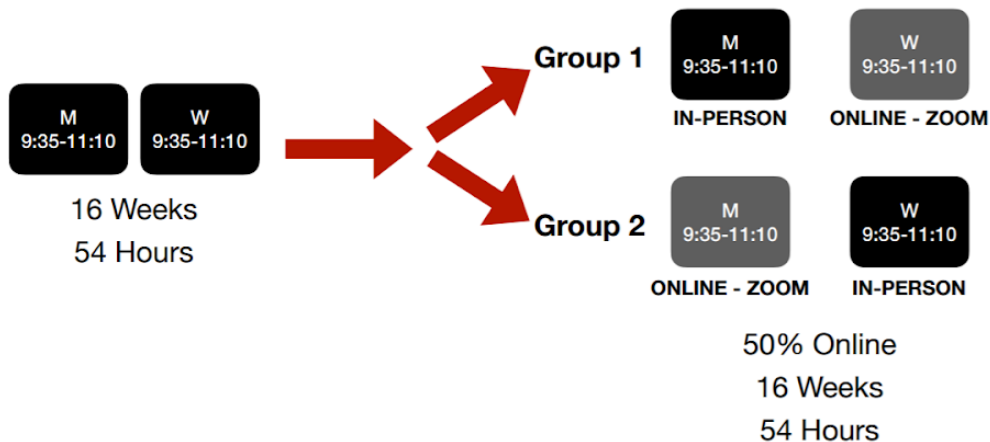 M
9:35-11:10
W
9:35-11:10
16 Weeks
54 Hours
Group 1
M
9:35-11:10
IN-PERSON
W
9:35-11:10
ONLINE - ZOOM
Group 2
M
9:35-11:10
ONLINE - ZOOM
W
9:35-11:10
IN-PERSON
50% Online
16 Weeks
54 Hours